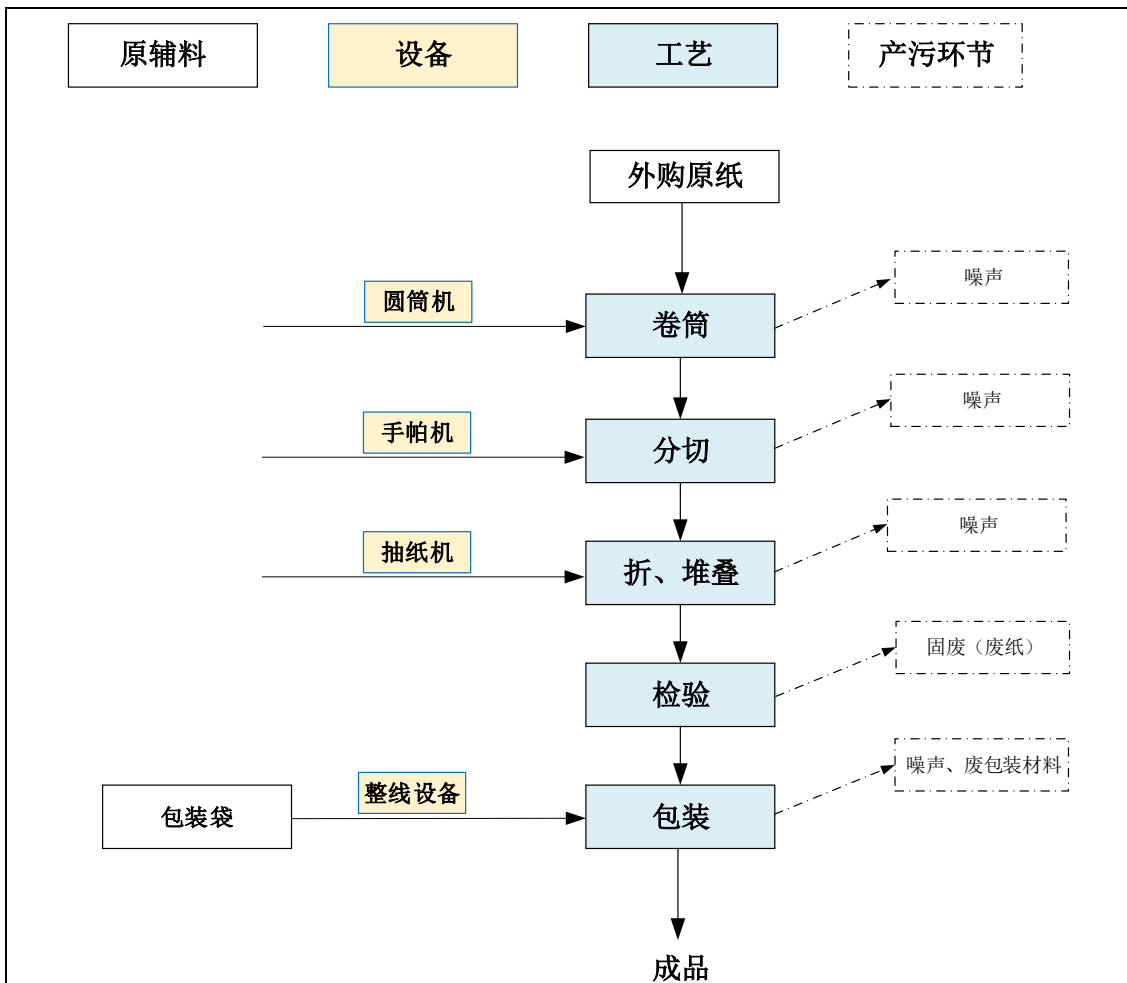 原辅料
设备
工艺
产污环节
外购原纸
噪声
圆筒机
卷筒
噪声
手帕机
分切
噪声
抽纸机
折、堆叠
固废（废纸）
检验
噪声、废包装材料
整线设备
包装袋
包装
成品